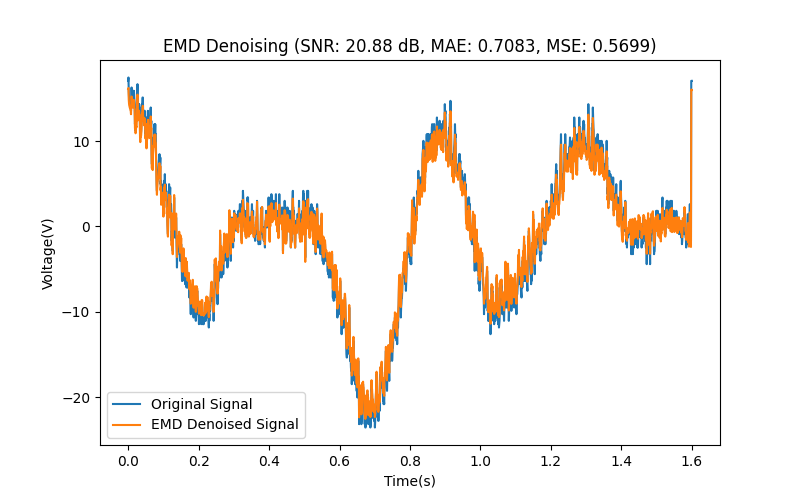 EMD Denoising (SNR: 20.88 dB, MAE: 0.7083, MSE: 0.5699)
Voltage(V)
10
0
−10
−20
Original Signal
EMD Denoised Signal
0.0 0.2 0.4 0.6 0.8 1.0 1.2 1.4 1.6
Time(s)